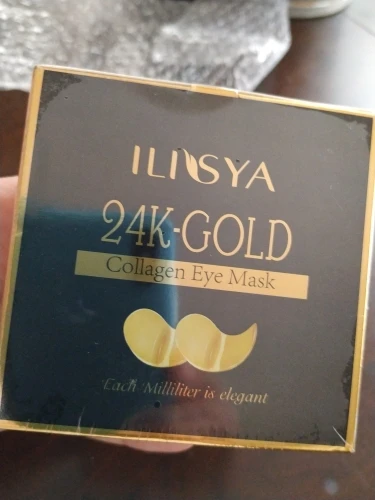 ILISYA
24K-GOLD
Collagen Eye Mask
Each Milliliter is elegant